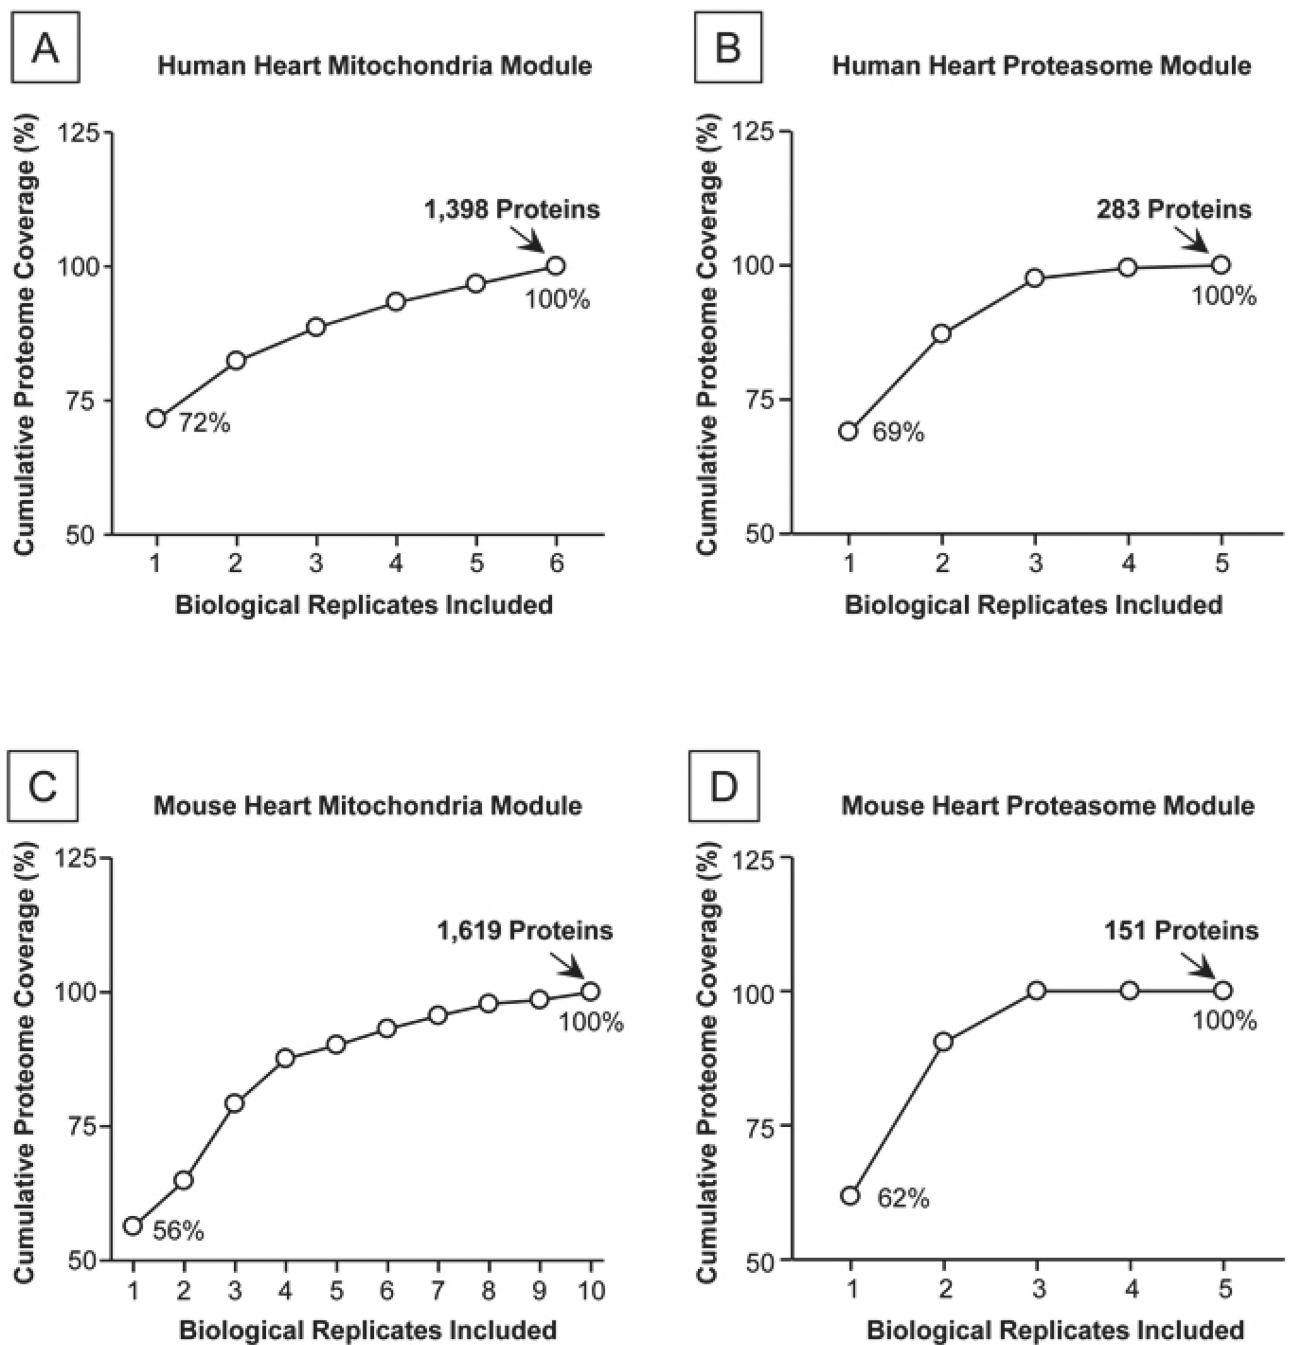 A
Human Heart Mitochondria Module
Cumulative Proteome Coverage (%)
125
100
75
50
1,398 Proteins
100%
72%
1 2 3 4 5 6
Biological Replicates Included
B
Human Heart Proteasome Module
Cumulative Proteome Coverage (%)
125
100
75
50
283 Proteins
100%
69%
1 2 3 4 5
Biological Replicates Included
C
Mouse Heart Mitochondria Module
Cumulative Proteome Coverage (%)
125
100
75
50
1,619 Proteins
100%
56%
1 2 3 4 5 6 7 8 9 10
Biological Replicates Included
D
Mouse Heart Proteasome Module
Cumulative Proteome Coverage (%)
125
100
75
50
151 Proteins
100%
62%
1 2 3 4 5
Biological Replicates Included